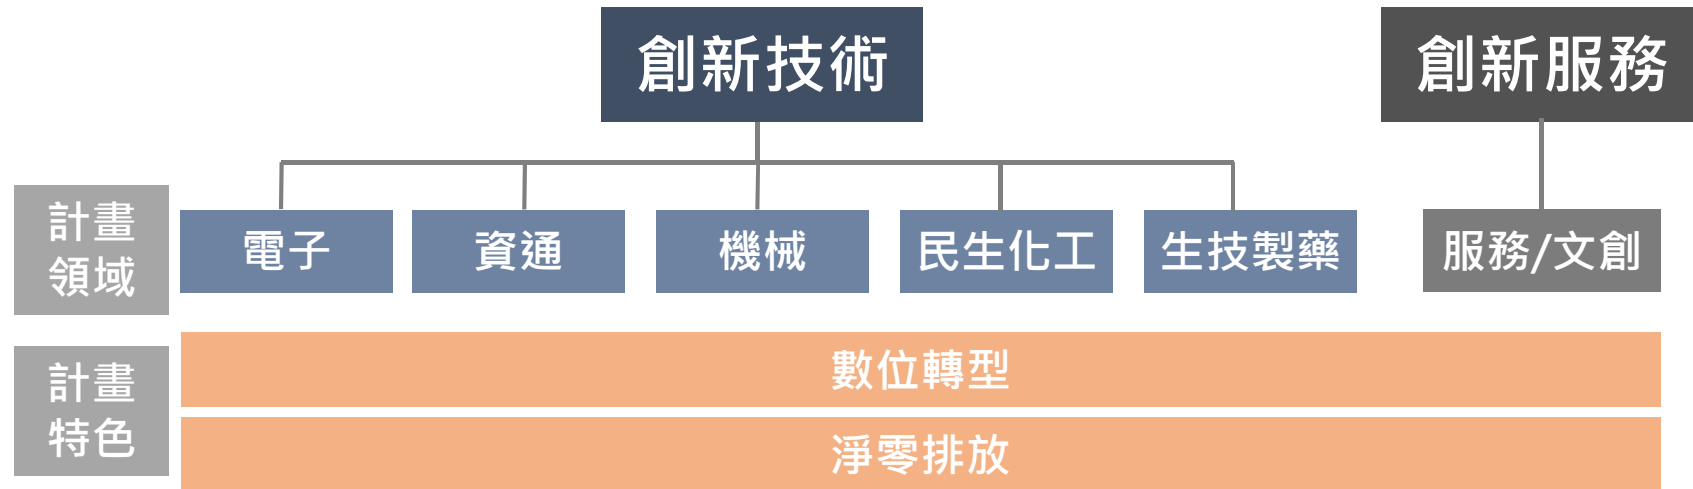 創新技術
創新服務
計畫
領域
電子
資通
機械
民生化工
生技製藥
服務/文創
計畫
特色
數位轉型
淨零排放